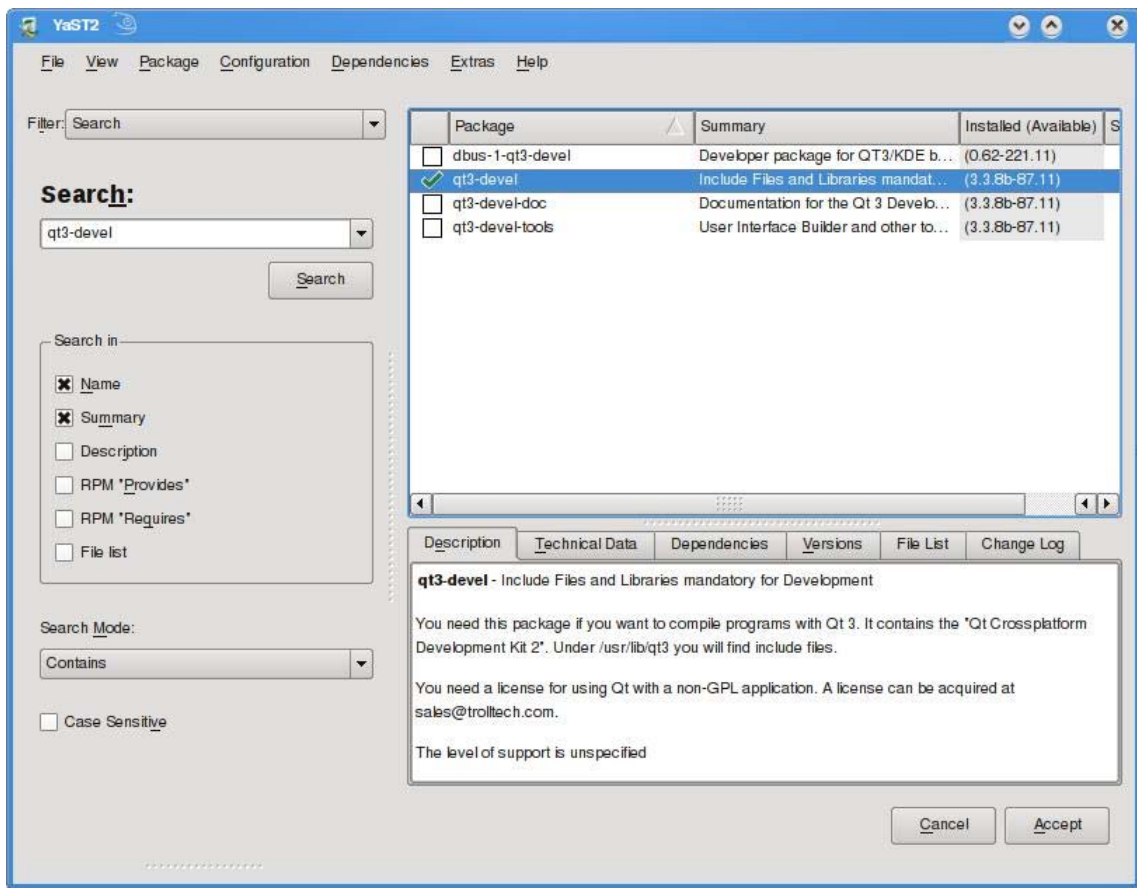 YaST2
File View Package Configuration Dependencies Extras Help
Filter: Search
Search:
qt3-devel
Search
Search in
Name
Summary
Description
RPM "Provides"
RPM "Requires"
File list
Search Mode:
Contains
Case Sensitive
Package Summary Installed (Available) S
dbus-1-qt3-devel Developer package for QT3/KDE b... (0.62-221.11)
qt3-devel Include Files and Libraries mandat... (3.3.8b-87.11)
qt3-devel-doc Documentation for the Qt 3 Develo... (3.3.8b-87.11)
qt3-devel-tools User Interface Builder and other to... (3.3.8b-87.11)
Description Technical Data Dependencies Versions File List Change Log
qt3-devel - Include Files and Libraries mandatory for Development
You need this package if you want to compile programs with Qt 3. It contains the "Qt Crossplatform
Development Kit 2". Under /usr/lib/qt3 you will find include files.
You need a license for using Qt with a non-GPL application. A license can be acquired at
sales@trolltech.com.
The level of support is unspecified
Cancel Accept